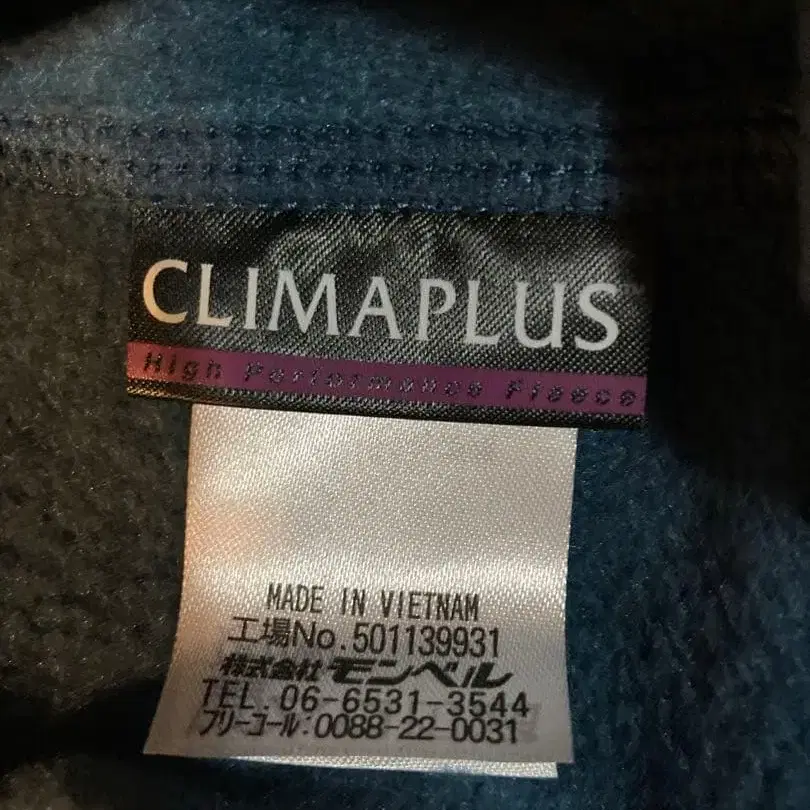 CLIMAPLUS
High Performance Fleece
MADE IN VIETNAM
工場No.501139931
株式会社 モンベル
TEL. 06-6531-3544
フリーコール:0088-22-0031